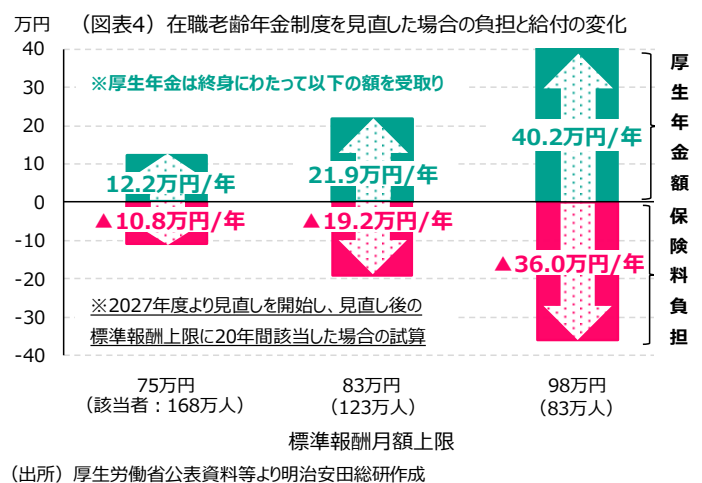 万円
（図表4）在職老齢年金制度を見直した場合の負担と給付の変化
40
30
20
10
0
-10
-20
-30
-40
※厚生年金は終身にわたって以下の額を受取り
12.2万円/年
21.9万円/年
40.2万円/年
▲10.8万円/年
▲19.2万円/年
▲36.0万円/年
厚生年金額
保険料負担
※2027年度より見直しを開始し、見直し後の
標準報酬上限に20年間該当した場合の試算
75万円
（該当者：168万人）
83万円
（123万人）
98万円
（83万人）
標準報酬月額上限
（出所）厚生労働省公表資料等より明治安田総研作成